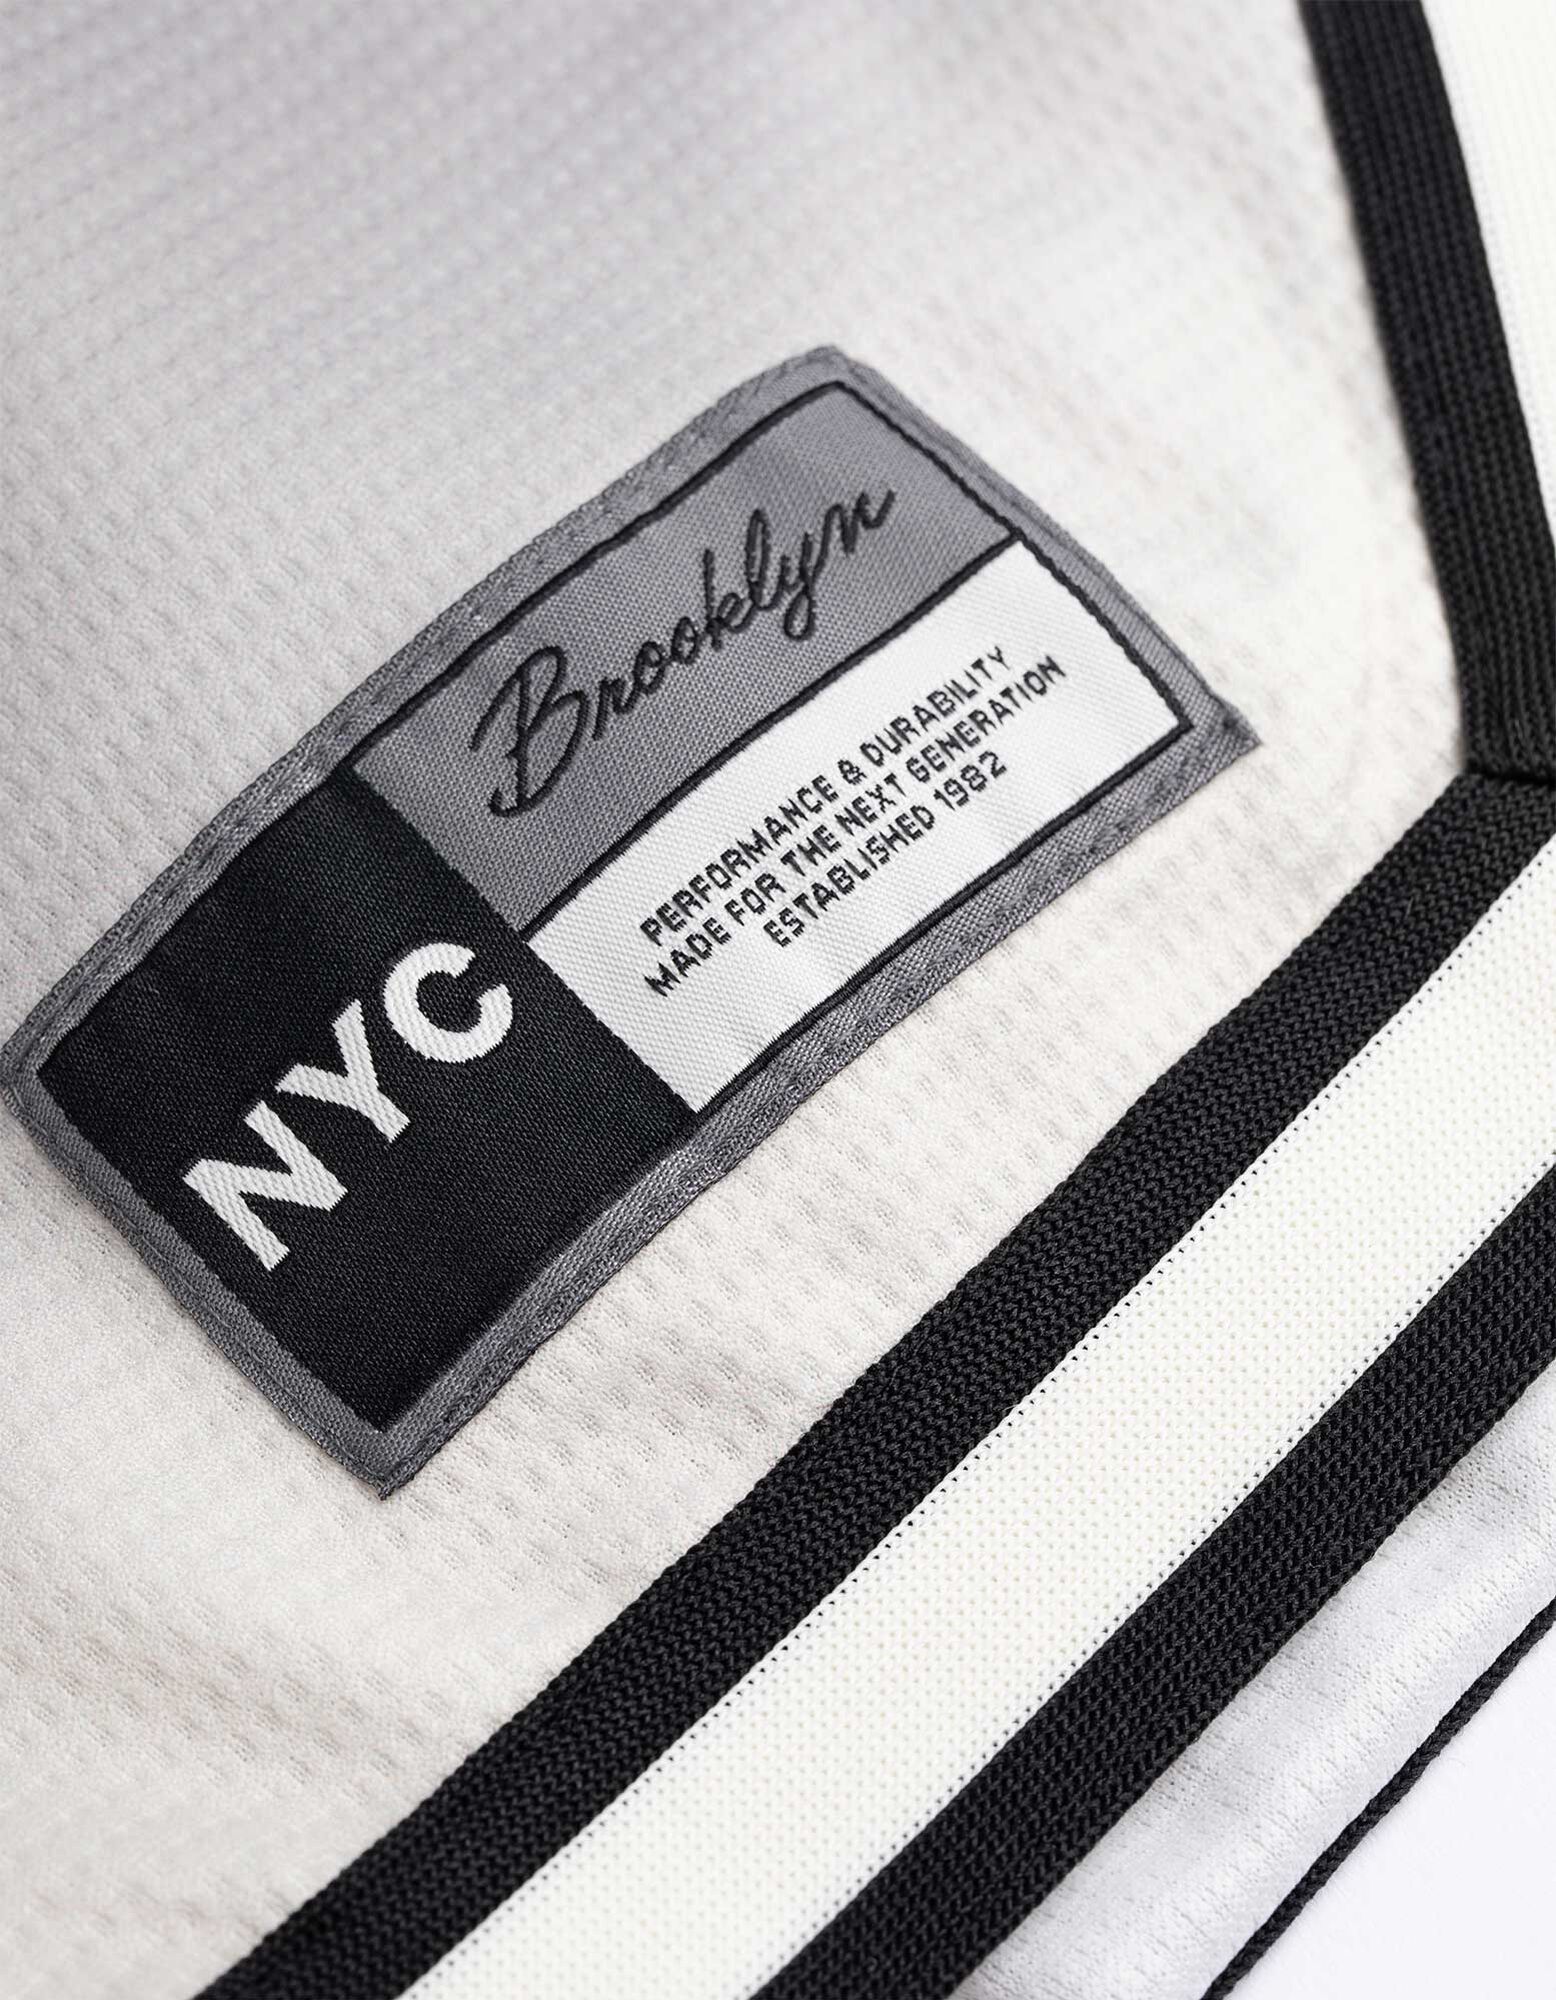 Brooklyn
NYC
PERFORMANCE & DURABILITY
MADE FOR THE NEXT GENERATION
ESTABLISHED 1982